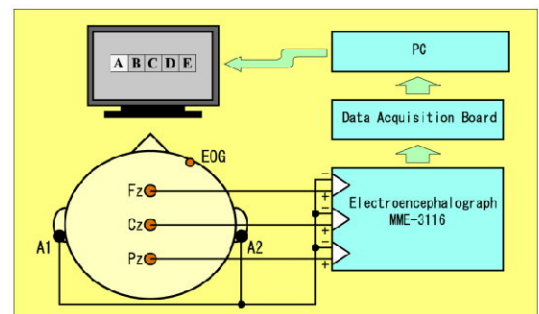 A B C D E
PC
Data Acquisition Board
EOG
Fz
Cz
Pz
A1
A2
-
+
-
+
-
+
Electroencephalograph
MME-3116